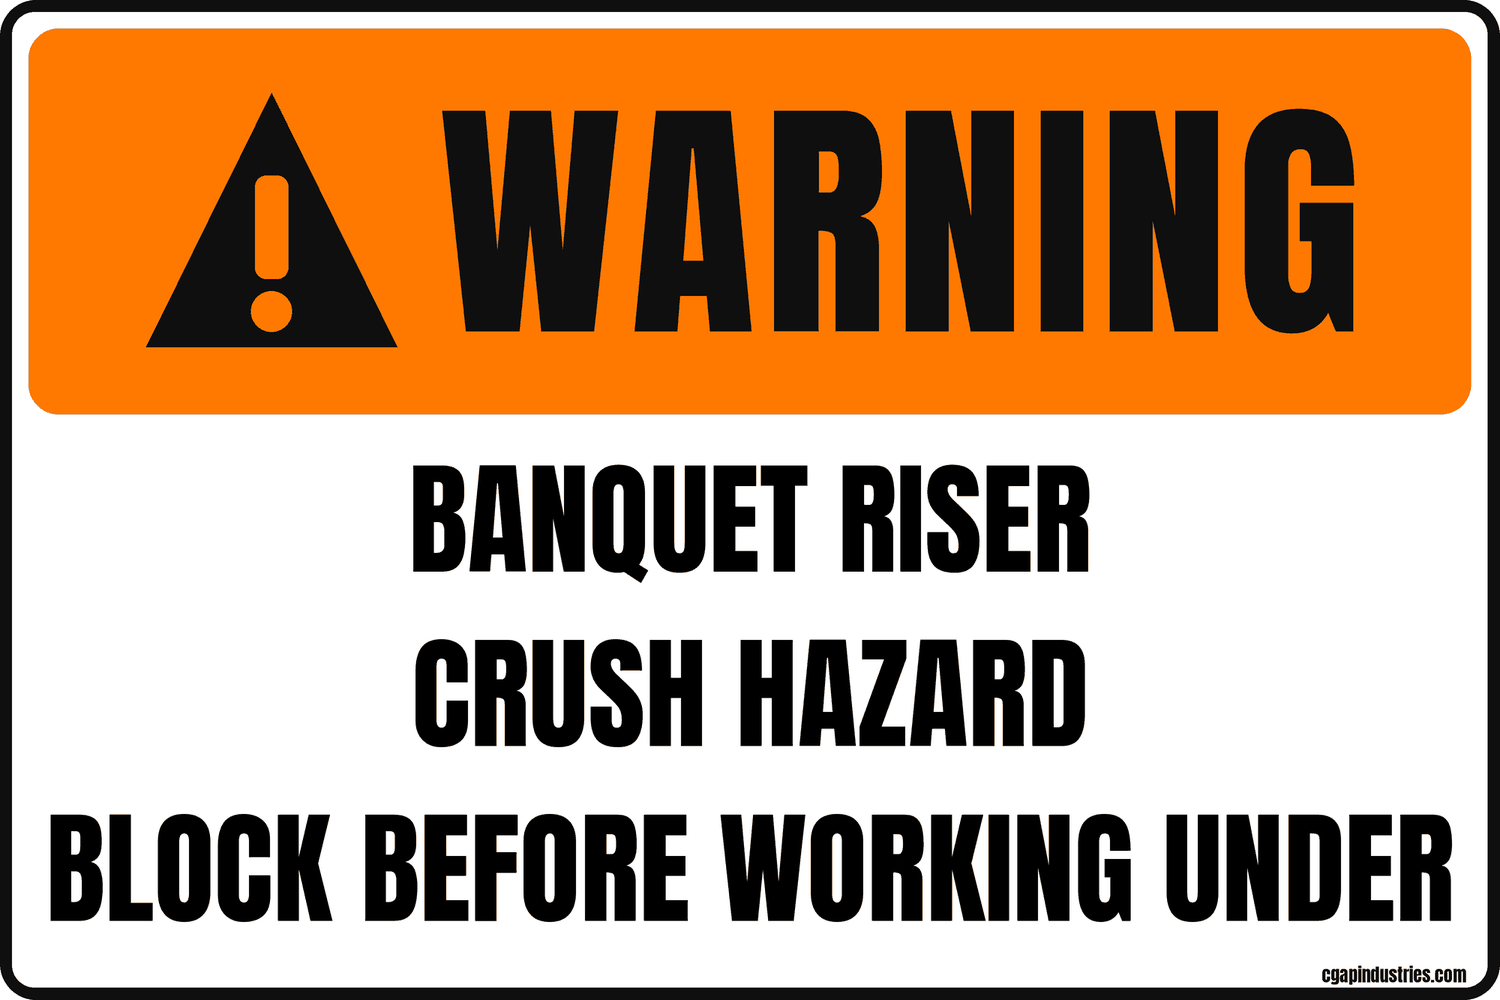 WARNING
BANQUET RISER
CRUSH HAZARD
BLOCK BEFORE WORKING UNDER
cgapindustries.com